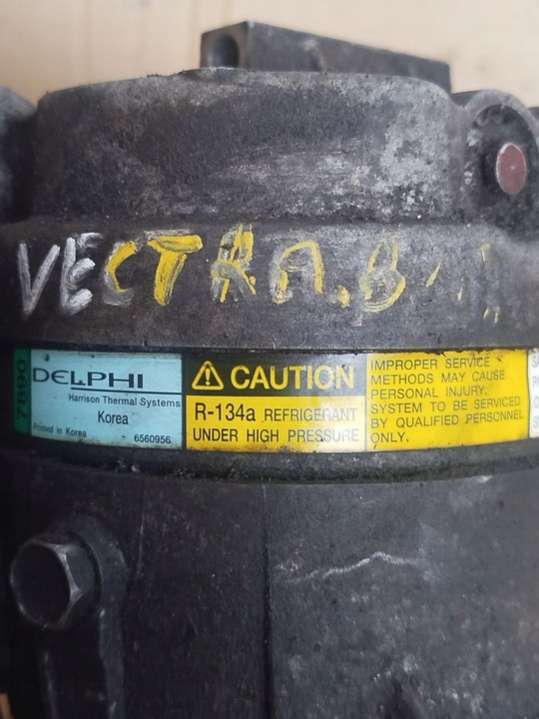 VECTRA.B
7890
DELPHI
Harrison Thermal Systems
Korea
Printed in Korea 6560956
CAUTION
R-134a REFRIGERANT
UNDER HIGH PRESSURE
IMPROPER SERVICE
METHODS MAY CAUSE
PERSONAL INJURY.
SYSTEM TO BE SERVICED
BY QUALIFIED PERSONNEL
ONLY.